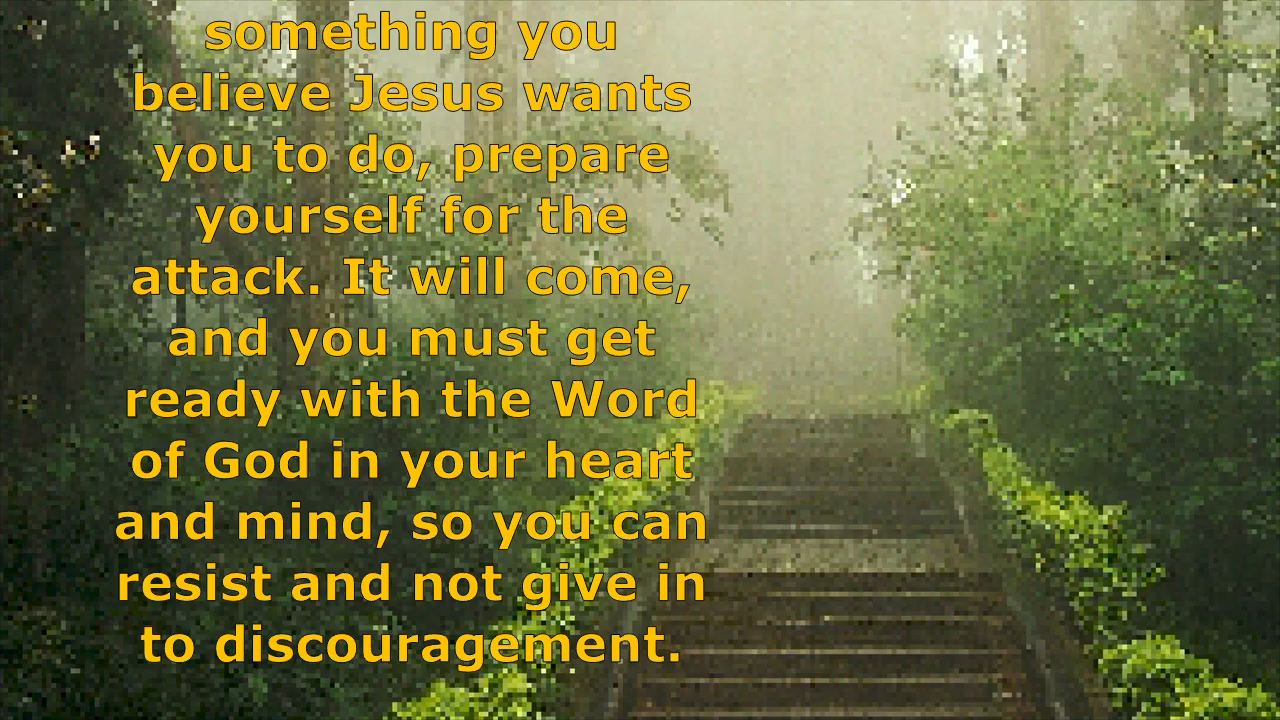 something you
believe Jesus wants
you to do, prepare
yourself for the
attack. It will come,
and you must get
ready with the Word
of God in your heart
and mind, so you can
resist and not give in
to discouragement.